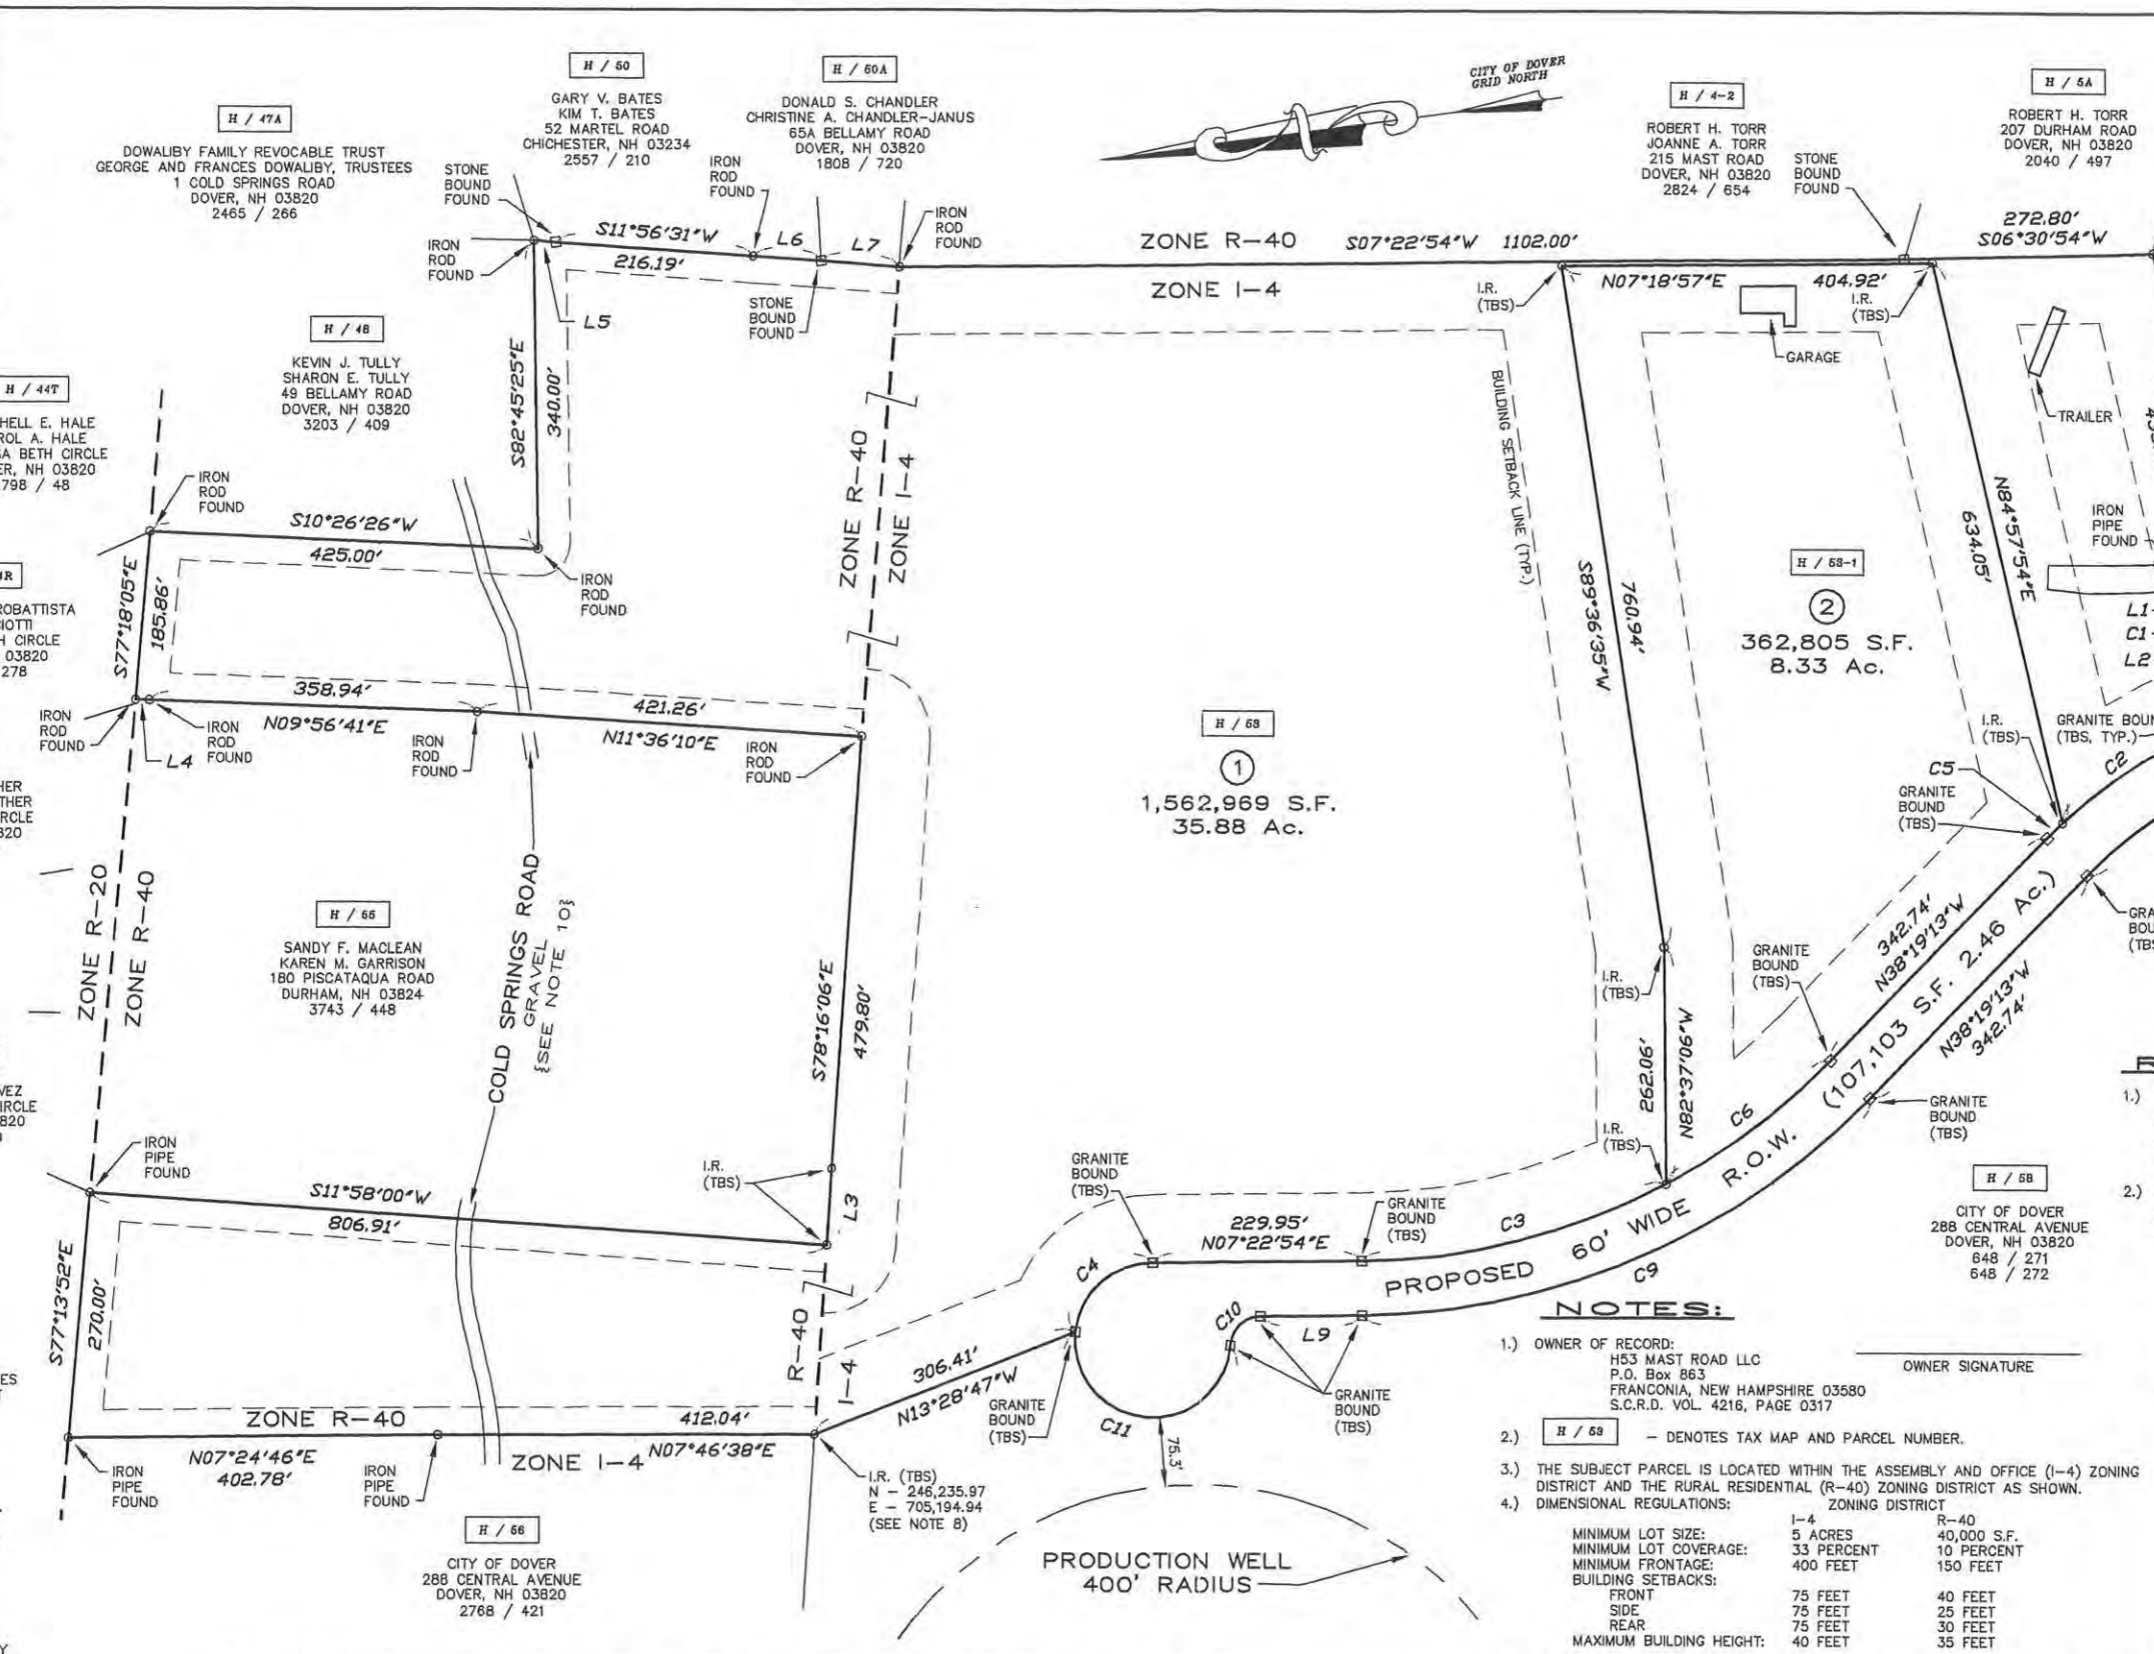 CITY OF DOVER
GRID NORTH
H / 47A
DOWALIBY FAMILY REVOCABLE TRUST
GEORGE AND FRANCES DOWALIBY, TRUSTEES
1 COLD SPRINGS ROAD
DOVER, NH 03820
2465 / 266
H / 50
GARY V. BATES
KIM T. BATES
52 MARTEL ROAD
CHICHESTER, NH 03234
2557 / 210
H / 50A
DONALD S. CHANDLER
CHRISTINE A. CHANDLER-JANUS
65A BELLAMY ROAD
DOVER, NH 03820
1808 / 720
H / 4-2
ROBERT H. TORR
JOANNE A. TORR
215 MAST ROAD
DOVER, NH 03820
2824 / 654
H / 5A
ROBERT H. TORR
207 DURHAM ROAD
DOVER, NH 03820
2040 / 497
STONE
BOUND
FOUND
IRON
ROD
FOUND
IRON
ROD
FOUND
IRON
ROD
FOUND
STONE
BOUND
FOUND
STONE
BOUND
FOUND
S11°56'31"W
216.19'
L6
L7
L5
ZONE R-40
S07°22'54"W 1102.00'
ZONE I-4
272.80'
S06°30'54"W
I.R.
(TBS)
N07°18'57"E
404.92'
I.R.
(TBS)
GARAGE
TRAILER
H / 48
KEVIN J. TULLY
SHARON E. TULLY
49 BELLAMY ROAD
DOVER, NH 03820
3203 / 409
S82°45'25"E
340.00'
H / 44T
HELL E. HALE
ROL A. HALE
A BETH CIRCLE
ER, NH 03820
798 / 48
IRON
ROD
FOUND
S10°26'26"W
425.00'
IRON
ROD
FOUND
ZONE R-40
ZONE I-4
BUILDING SETBACK LINE (TYP.)
S89°36'35"W
760.94'
N84°57'54"E
634.05'
IRON
PIPE
FOUND
H / 53-1
2
362,805 S.F.
8.33 Ac.
L1
C1
L2
R
ROBATTISTA
IOTTI
H CIRCLE
03820
278
S77°18'05"E
185.86'
358.94'
N09°56'41"E
421.26'
N11°36'10"E
IRON
ROD
FOUND
L4
IRON
ROD
FOUND
IRON
ROD
FOUND
IRON
ROD
FOUND
H / 53
1
1,562,969 S.F.
35.88 Ac.
I.R.
(TBS)
GRANITE BOUN
(TBS, TYP.)
C5
C2
GRANITE
BOUND
(TBS)
HER
THER
RCLE
820
ZONE R-20
ZONE R-40
H / 55
SANDY F. MACLEAN
KAREN M. GARRISON
180 PISCATAQUA ROAD
DURHAM, NH 03824
3743 / 448
COLD SPRINGS ROAD
GRAVEL
{SEE NOTE 10}
S78°16'06"E
479.80'
I.R.
(TBS)
GRANITE
BOUND
(TBS)
342.74'
N38°19'13"W
(107,103 S.F. 2.46 Ac.)
N38°19'13"W
342.74'
GRA
BOU
(TBS
262.06'
N82°37'09"W
I.R.
(TBS)
C6
GRANITE
BOUND
(TBS)
1.)
2.)
VEZ
IRCLE
820
IRON
PIPE
FOUND
S11°58'00"W
806.91'
I.R.
(TBS)
L3
GRANITE
BOUND
(TBS)
229.95'
N07°22'54"E
GRANITE
BOUND
(TBS)
C3
C4
PROPOSED 60' WIDE R.O.W.
C9
H / 58
CITY OF DOVER
288 CENTRAL AVENUE
DOVER, NH 03820
648 / 271
648 / 272
S77°13'52"E
270.00'
R-40
I-4
306.41'
N13°28'47"W
C10
L9
C11
GRANITE
BOUND
(TBS)
GRANITE
BOUND
(TBS)
75.3'
ES
ZONE R-40
412.04'
N07°24'46"E
402.78'
ZONE I-4
N07°46'38"E
IRON
PIPE
FOUND
IRON
PIPE
FOUND
I.R. (TBS)
N - 246,235.97
E - 705,194.94
(SEE NOTE 8)
H / 56
CITY OF DOVER
288 CENTRAL AVENUE
DOVER, NH 03820
2768 / 421
PRODUCTION WELL
400' RADIUS
NOTES:
1.) OWNER OF RECORD:
H53 MAST ROAD LLC
P.O. Box 863
FRANCONIA, NEW HAMPSHIRE 03580
S.C.R.D. VOL. 4216, PAGE 0317
OWNER SIGNATURE
2.) H / 53 - DENOTES TAX MAP AND PARCEL NUMBER.
3.) THE SUBJECT PARCEL IS LOCATED WITHIN THE ASSEMBLY AND OFFICE (I-4) ZONING
DISTRICT AND THE RURAL RESIDENTIAL (R-40) ZONING DISTRICT AS SHOWN.
4.) DIMENSIONAL REGULATIONS: ZONING DISTRICT
I-4 R-40
MINIMUM LOT SIZE: 5 ACRES 40,000 S.F.
MINIMUM LOT COVERAGE: 33 PERCENT 10 PERCENT
MINIMUM FRONTAGE: 400 FEET 150 FEET
BUILDING SETBACKS:
FRONT 75 FEET 40 FEET
SIDE 75 FEET 25 FEET
REAR 75 FEET 30 FEET
MAXIMUM BUILDING HEIGHT: 40 FEET 35 FEET